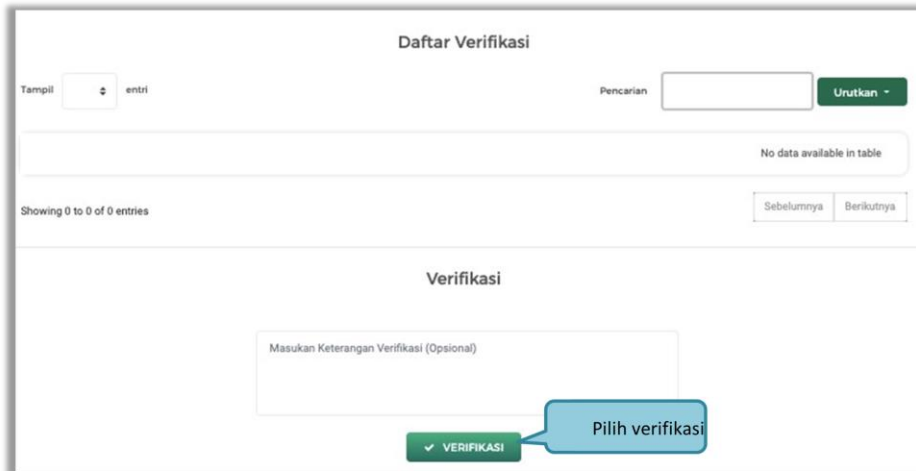 Daftar Verifikasi
Tampil entri Pencarian Urutkan
No data available in table
Showing 0 to 0 of 0 entries Sebelumnya Berikutnya
Verifikasi
Masukan Keterangan Verifikasi (Opsional)
Pilih verifikasi
VERIFIKASI